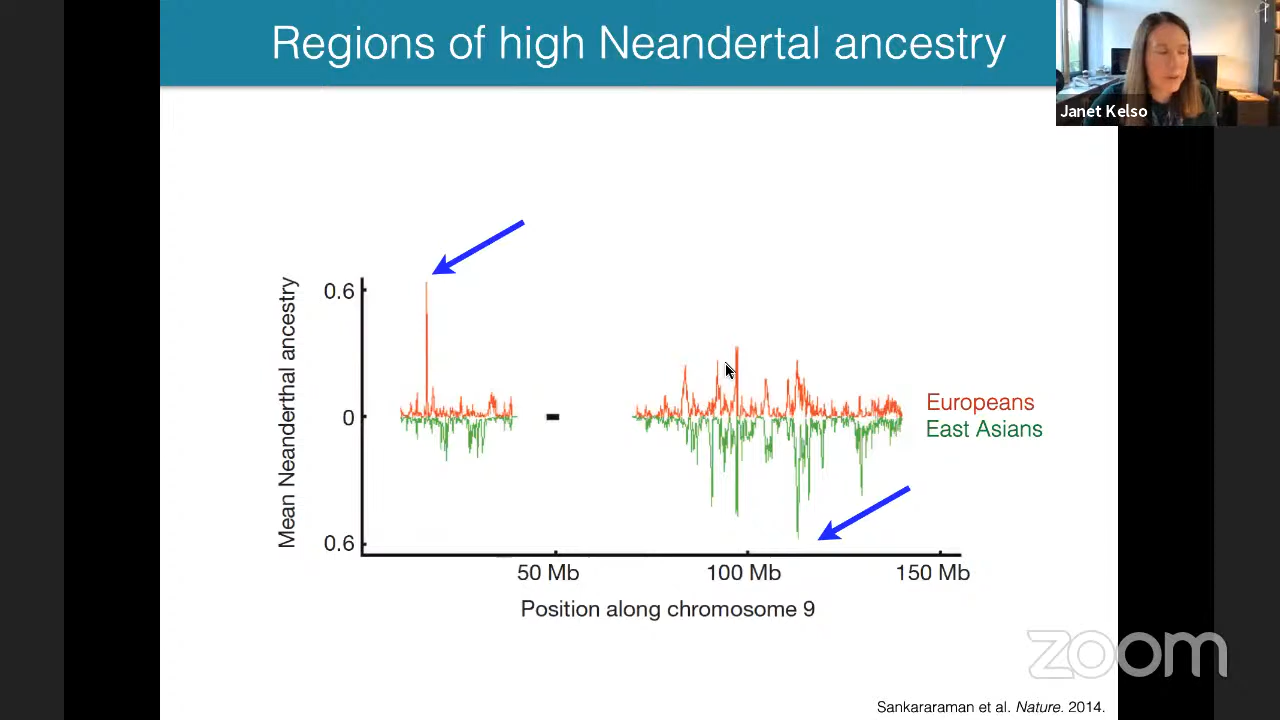 Regions of high Neandertal ancestry
Janet Kelso
Mean Neanderthal ancestry
0.6
0
0.6
Europeans
East Asians
50 Mb
100 Mb
150 Mb
Position along chromosome 9
zoom
Sankararaman et al. Nature. 2014.